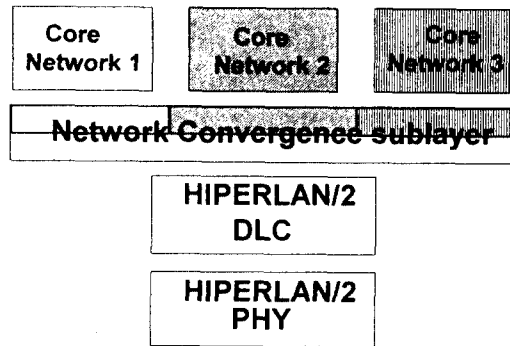 Core
Network 1
Core
Network 2
Core
Network 3
Network Convergence sublayer
HIPERLAN/2
DLC
HIPERLAN/2
PHY